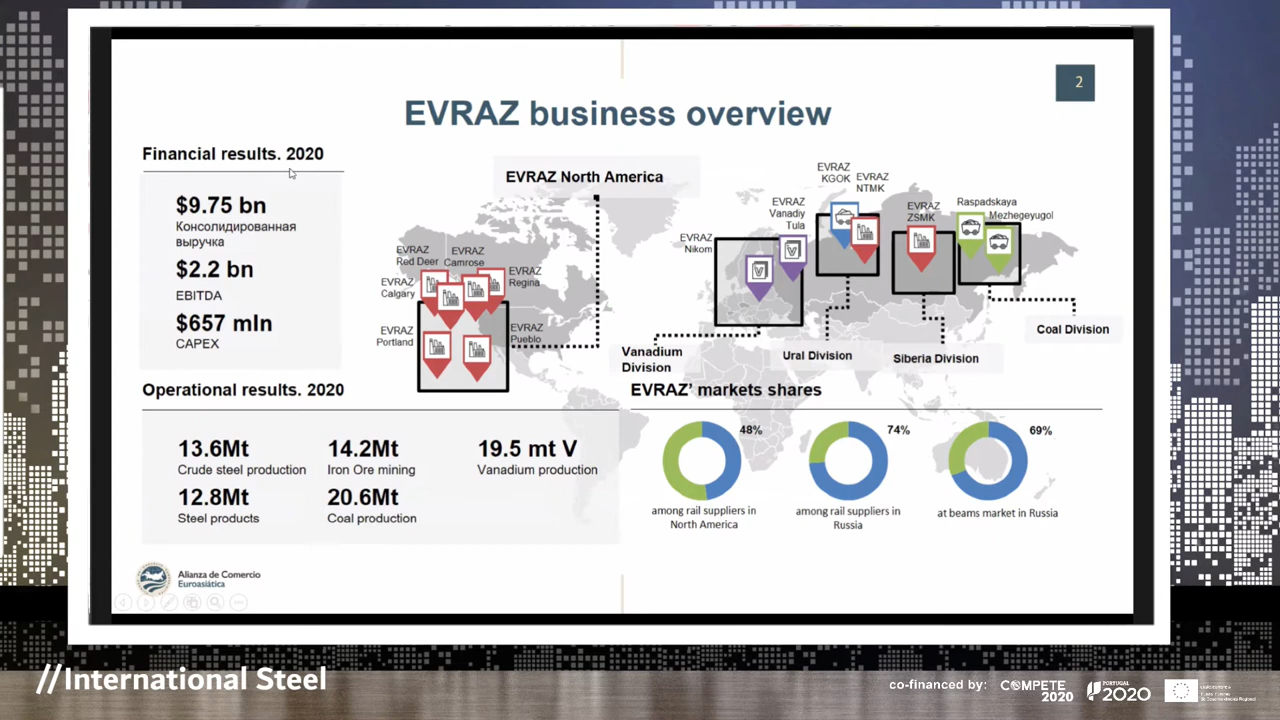 2
EVRAZ business overview
Financial results. 2020
$9.75 bn
Консолидированная
выручка
$2.2 bn
EBITDA
$657 mln
CAPEX
EVRAZ North America
EVRAZ
Red Deer
EVRAZ
Camrose
EVRAZ
Calgary
EVRAZ
Regina
EVRAZ
Portland
EVRAZ
Pueblo
EVRAZ
Nikom
EVRAZ
Vanadiy
Tula
EVRAZ
KGOK
EVRAZ
NTMK
EVRAZ
ZSMK
Raspadskaya
Mezhegeyugol
V
V
Vanadium
Division
Ural Division
Siberia Division
Coal Division
Operational results. 2020
13.6Mt
Crude steel production
14.2Mt
Iron Ore mining
19.5 mt V
Vanadium production
12.8Mt
Steel products
20.6Mt
Coal production
EVRAZ' markets shares
48%
among rail suppliers in
North America
74%
among rail suppliers in
Russia
69%
at beams market in Russia
Alianza de Comercio
Euroasiática
//International Steel
co-financed by:
COMPETE
2020
PORTUGAL
2020